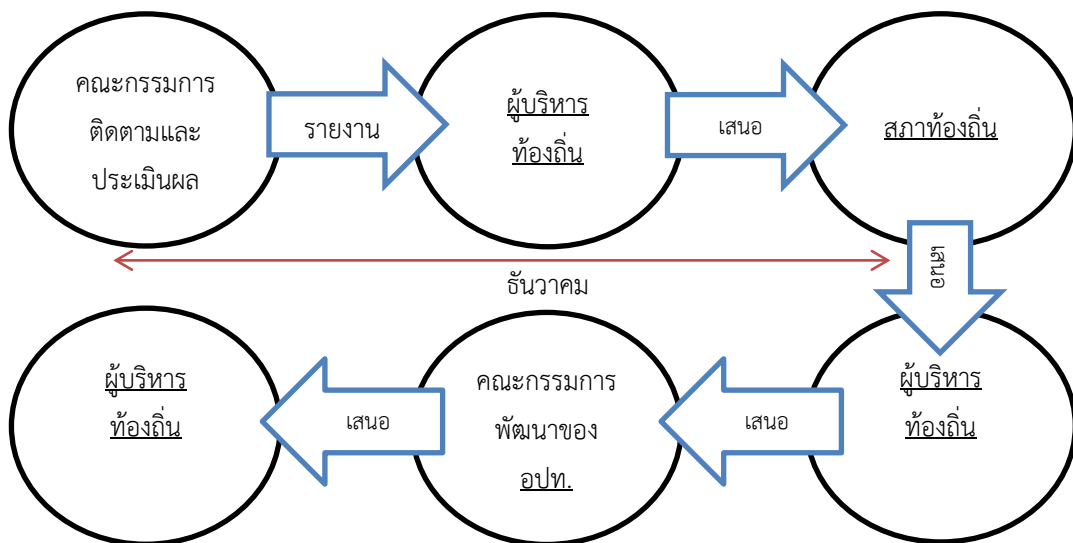 คณะกรรมการ
ติดตามและ
ประเมินผล
รายงาน
ผู้บริหาร
ท้องถิ่น
เสนอ
สภาท้องถิ่น
เสนอ
ธันวาคม
ผู้บริหาร
ท้องถิ่น
เสนอ
คณะกรรมการ
พัฒนาของ
อปท.
เสนอ
ผู้บริหาร
ท้องถิ่น